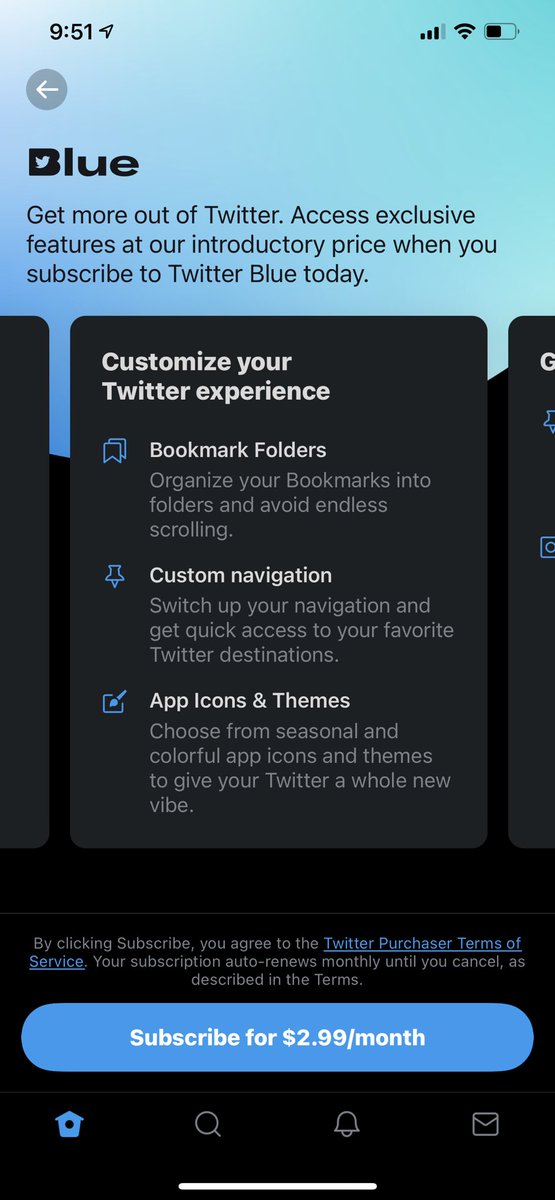 9:51
Blue
Get more out of Twitter. Access exclusive
features at our introductory price when you
subscribe to Twitter Blue today.
Customize your
Twitter experience
G
Bookmark Folders
Organize your Bookmarks into
folders and avoid endless
scrolling.
Custom navigation
Switch up your navigation and
get quick access to your favorite
Twitter destinations.
App Icons & Themes
Choose from seasonal and
colorful app icons and themes
to give your Twitter a whole new
vibe.
By clicking Subscribe, you agree to the Twitter Purchaser Terms of
Service. Your subscription auto-renews monthly until you cancel, as
described in the Terms.
Subscribe for $2.99/month